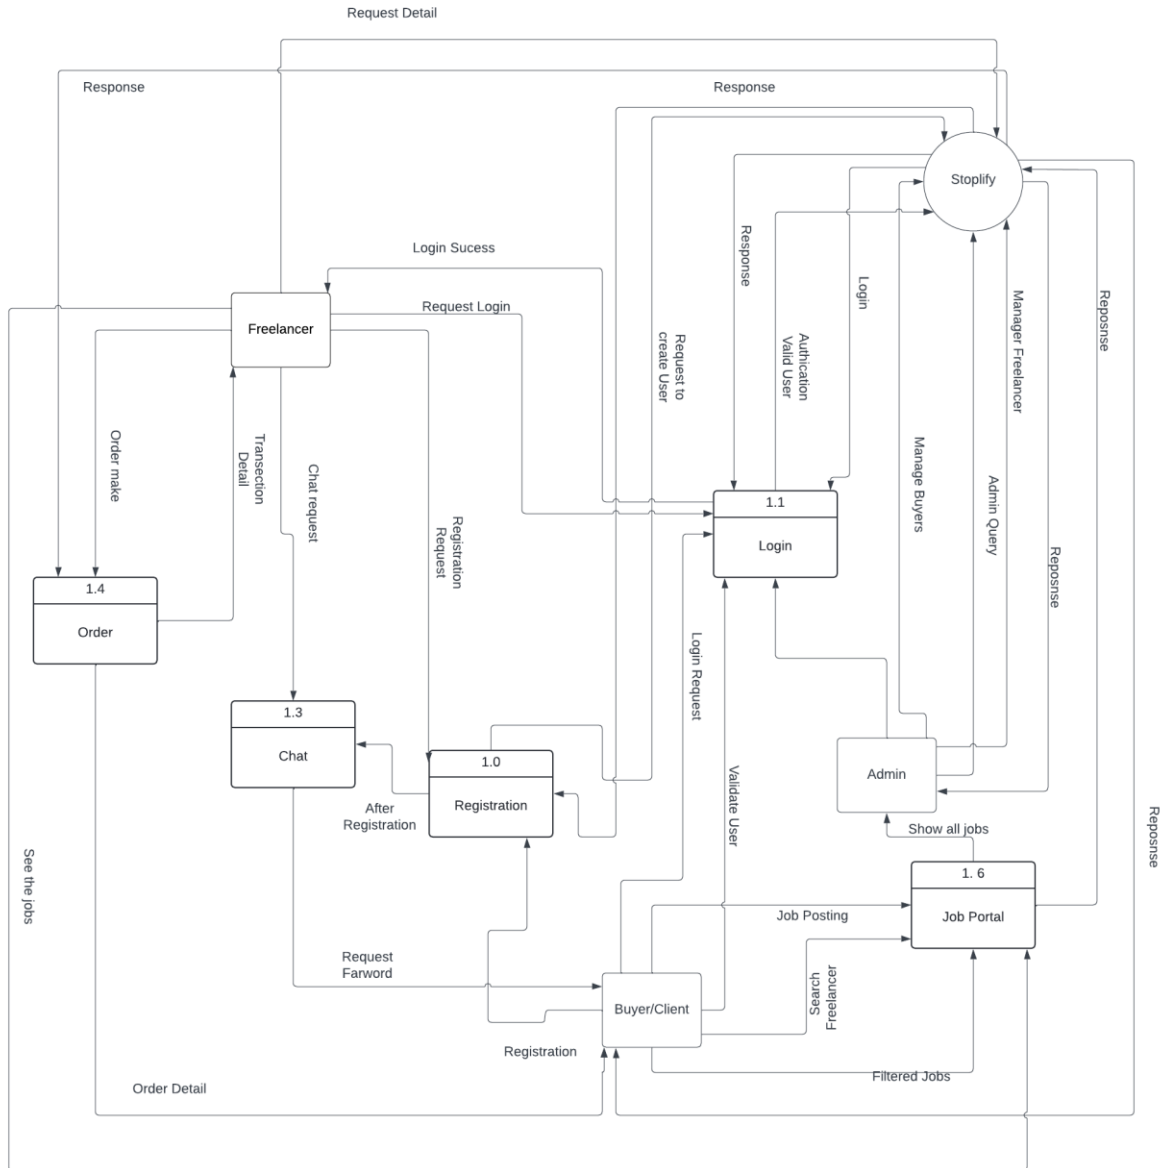 Request Detail
Response
Response
Stoplify
Login Sucess
Response
Login
Request Login
Freelancer
Manager Freelancer
Reposnse
Request to
create User
Authication
Valid User
Order make
Transection
Detail
Chat request
Manage Buyers
Admin Query
1.1
Login
Registration
Request
Reposnse
1.4
Order
Login Request
1.3
Chat
1.0
Registration
Admin
After
Registration
Validate User
Show all jobs
Reposnse
See the jobs
1. 6
Job Portal
Job Posting
Request
Farword
Freelancer
Search
Buyer/Client
Registration
Filtered Jobs
Order Detail